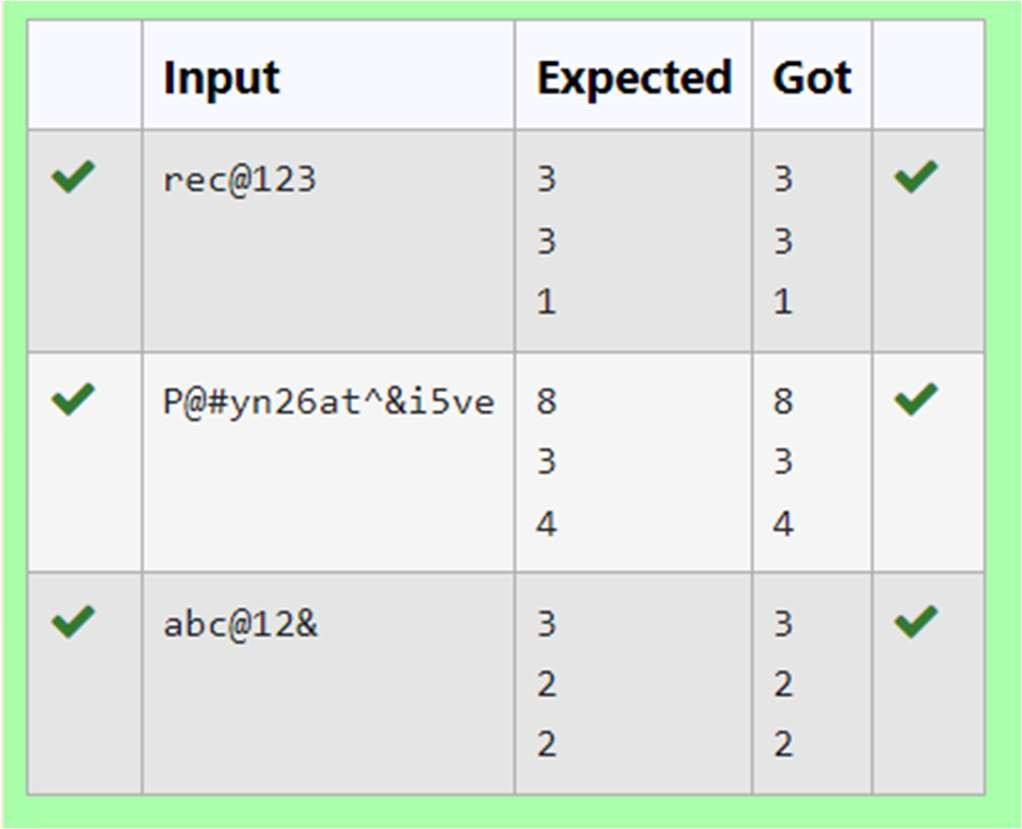 Input Expected Got
rec@123 3 3
3 3
1 1
P@#yn26at^&i5ve 8 8
3 3
4 4
abc@12& 3 3
2 2
2 2